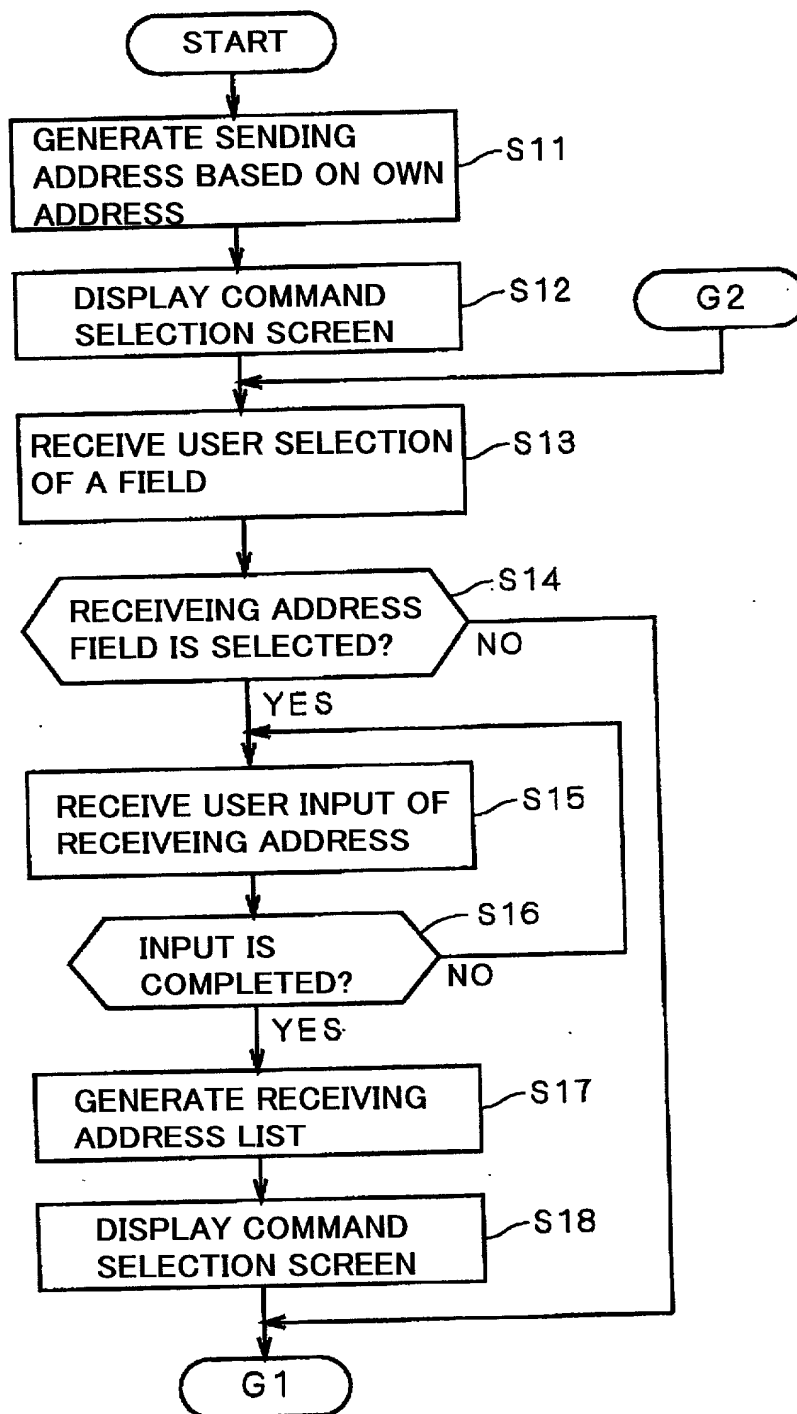 START
GENERATE SENDING
ADDRESS BASED ON OWN
ADDRESS
S11
DISPLAY COMMAND
SELECTION SCREEN
S12
G2
RECEIVE USER SELECTION
OF A FIELD
S13
RECEIVEING ADDRESS
FIELD IS SELECTED?
S14
NO
YES
RECEIVE USER INPUT OF
RECEIVEING ADDRESS
S15
INPUT IS
COMPLETED?
S16
NO
YES
GENERATE RECEIVING
ADDRESS LIST
S17
DISPLAY COMMAND
SELECTION SCREEN
S18
G1